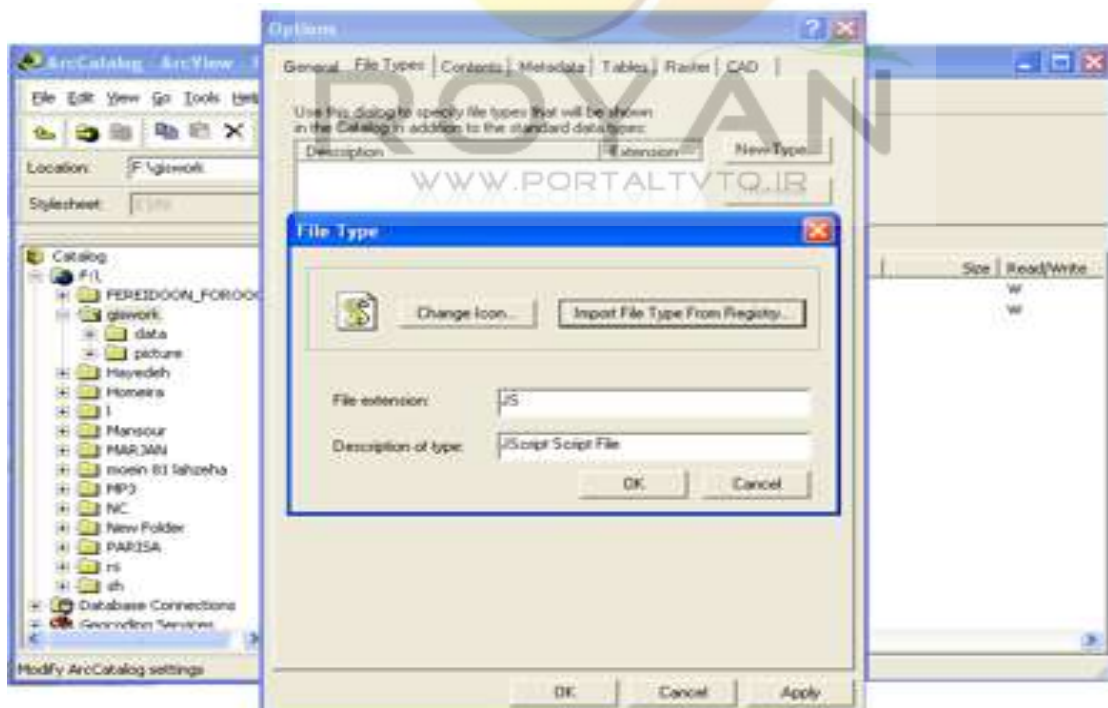 Options
ArcCatalog - ArcView -
General File Types Contents Metadata Tables Raster CAD
File Edit View Go Tools Help
Use this dialog to specify file types that will be shown
in the Catalog in addition to the standard data types:
Description Extension New Type...
ROYAN
WWW.PORTALTVTO.IR
Location: F:\giswork
Stylesheet:
File Type
Change Icon... Import File Type From Registry...
File extension: JS
Description of type: JScript Script File
OK Cancel
Catalog
F:\
FEREIDOON_FOROOG
giswork
data
picture
Hayedeh
Homeira
Mansour
MARJAN
moein 81 lahzeha
MP3
NC
New Folder
PARISA
rs
sh
Database Connections
Geocoding Services
Size Read/Write
W
W
Modify ArcCatalog settings
OK Cancel Apply